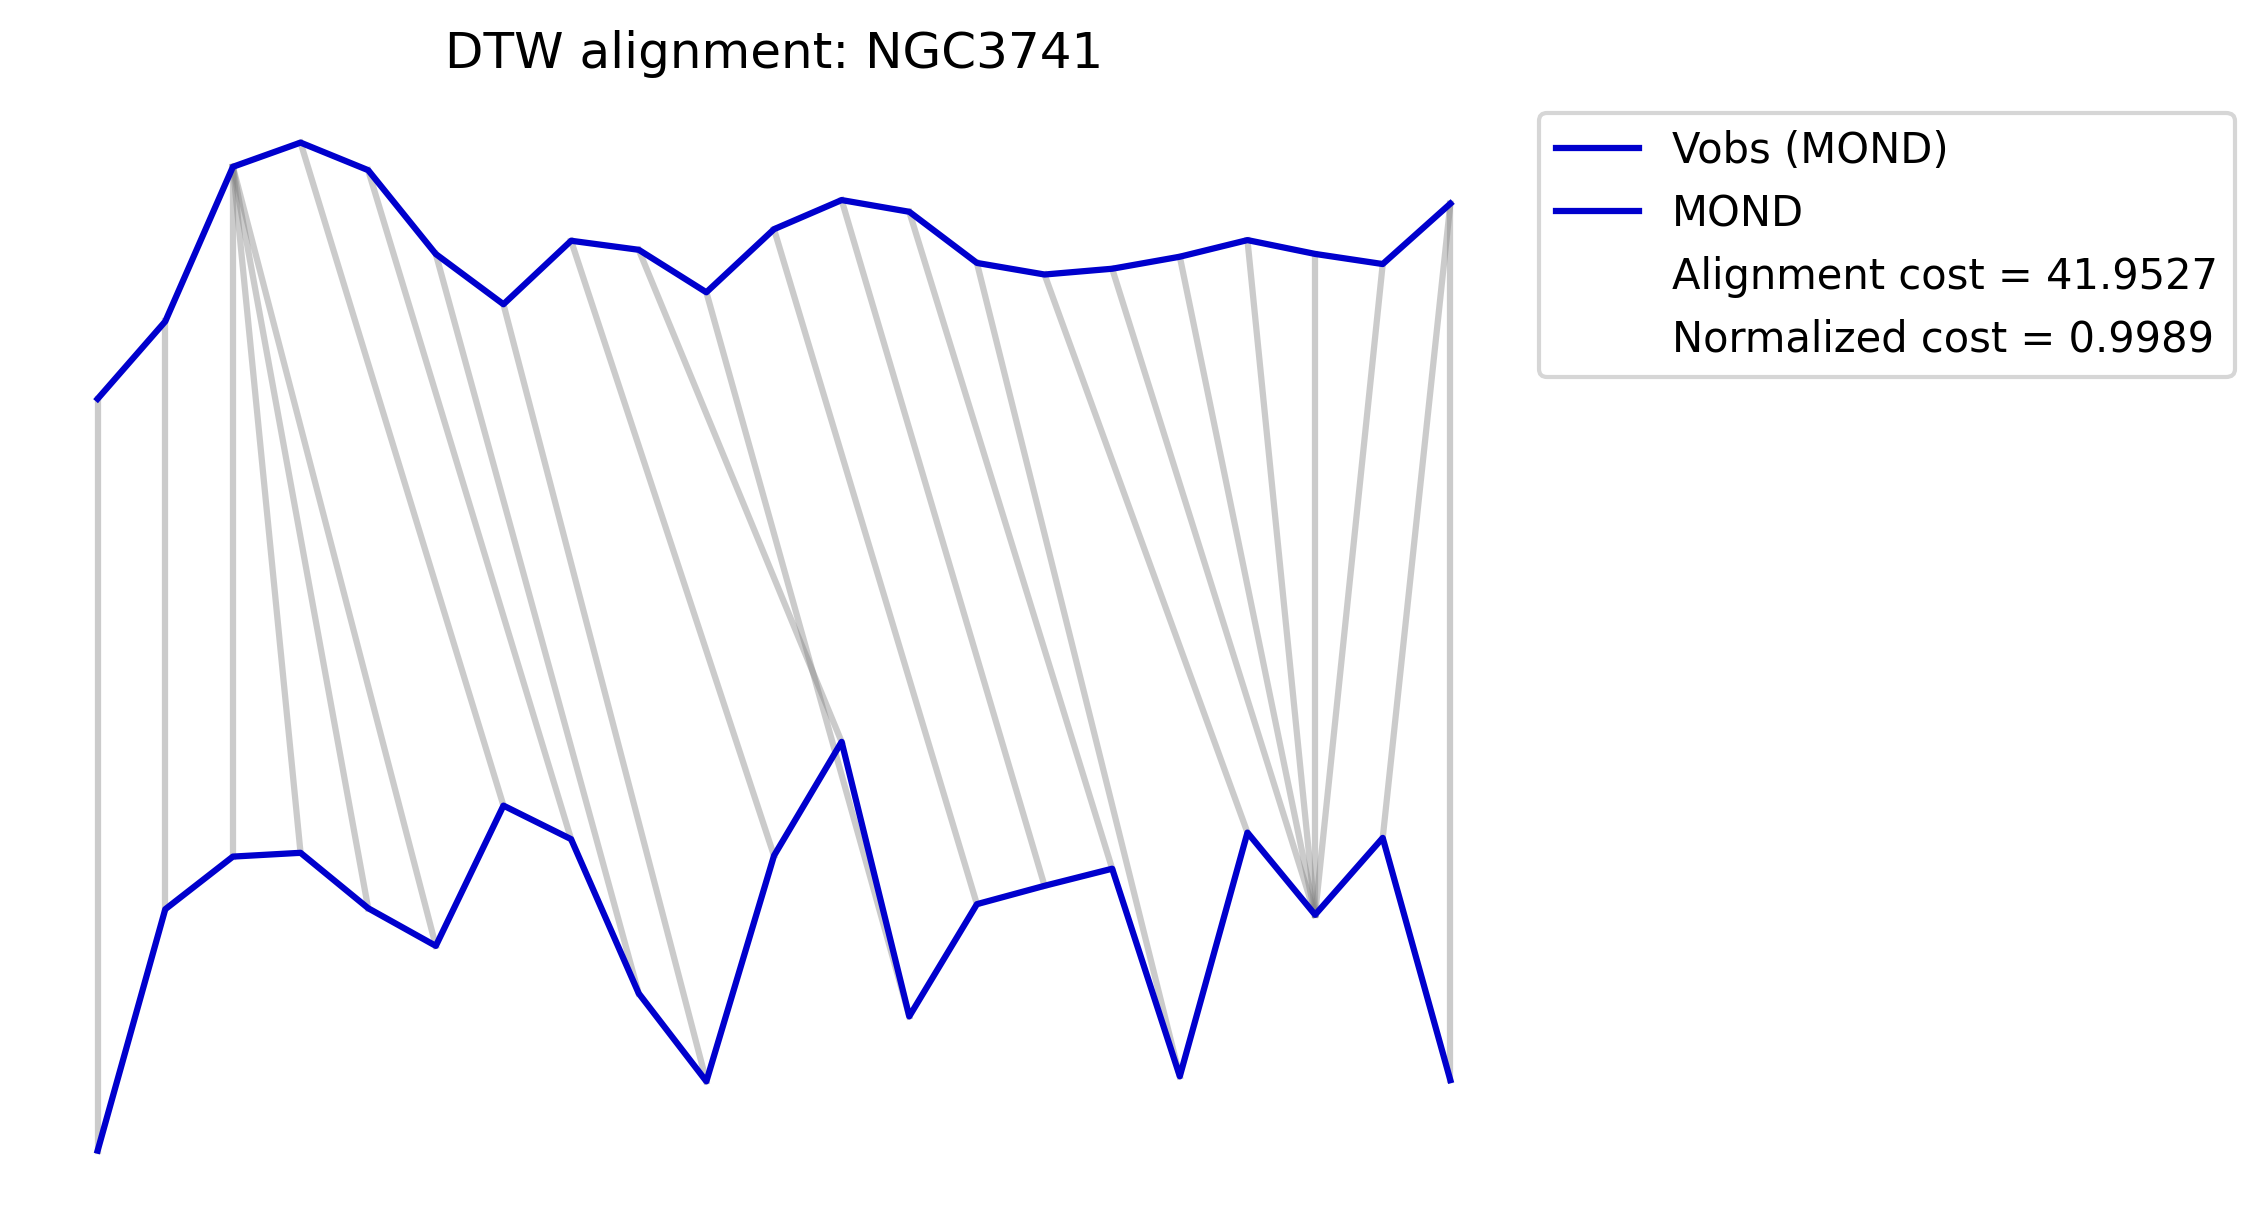 DTW alignment: NGC3741
Vobs (MOND)
MOND
Alignment cost = 41.9527
Normalized cost = 0.9989